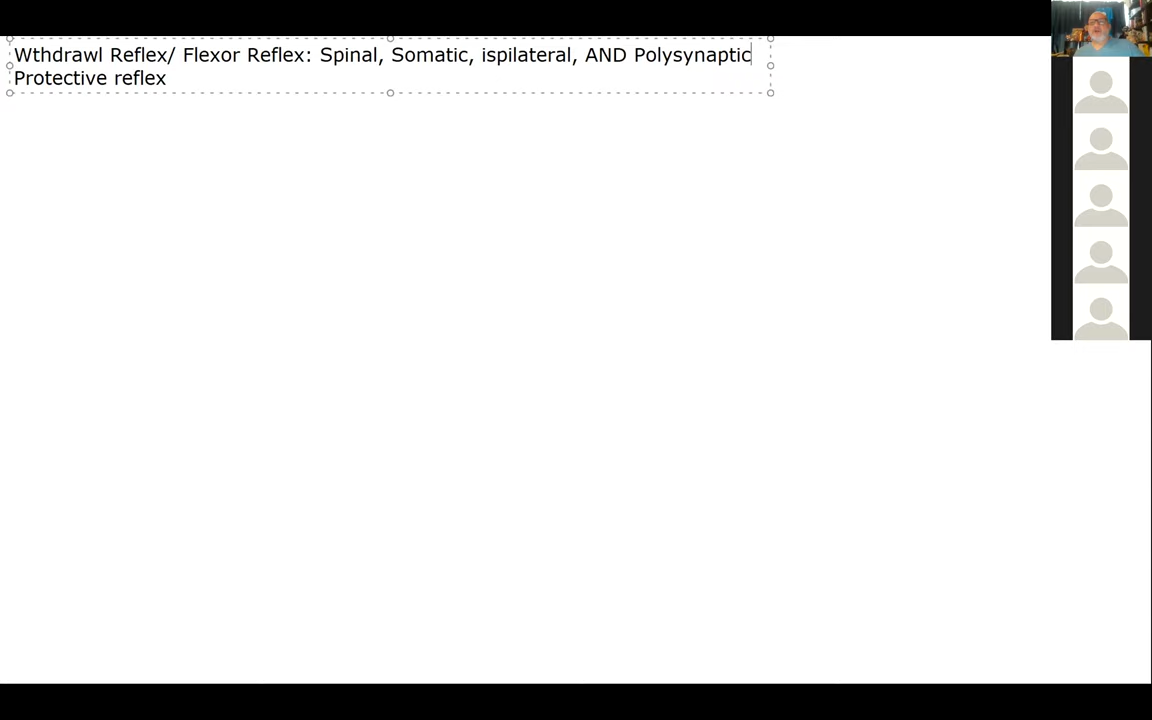 Wthdrawl Reflex/ Flexor Reflex: Spinal, Somatic, ispilateral, AND Polysynaptic
Protective reflex